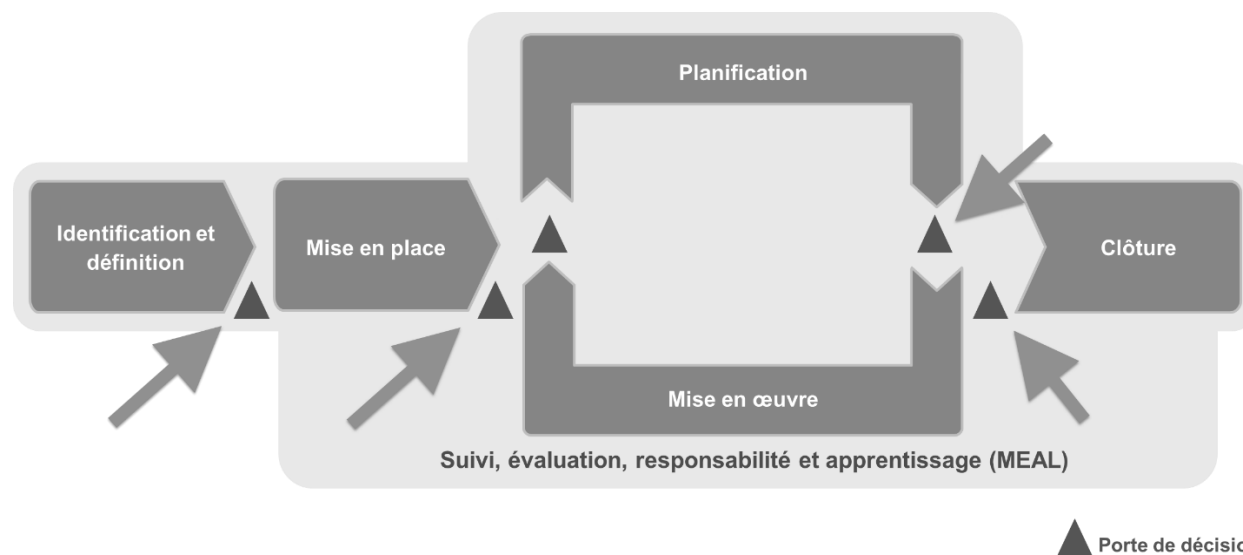 Planification
Identification et
définition
Mise en place
Clôture
Mise en œuvre
Suivi, évaluation, responsabilité et apprentissage (MEAL)
Porte de décisio